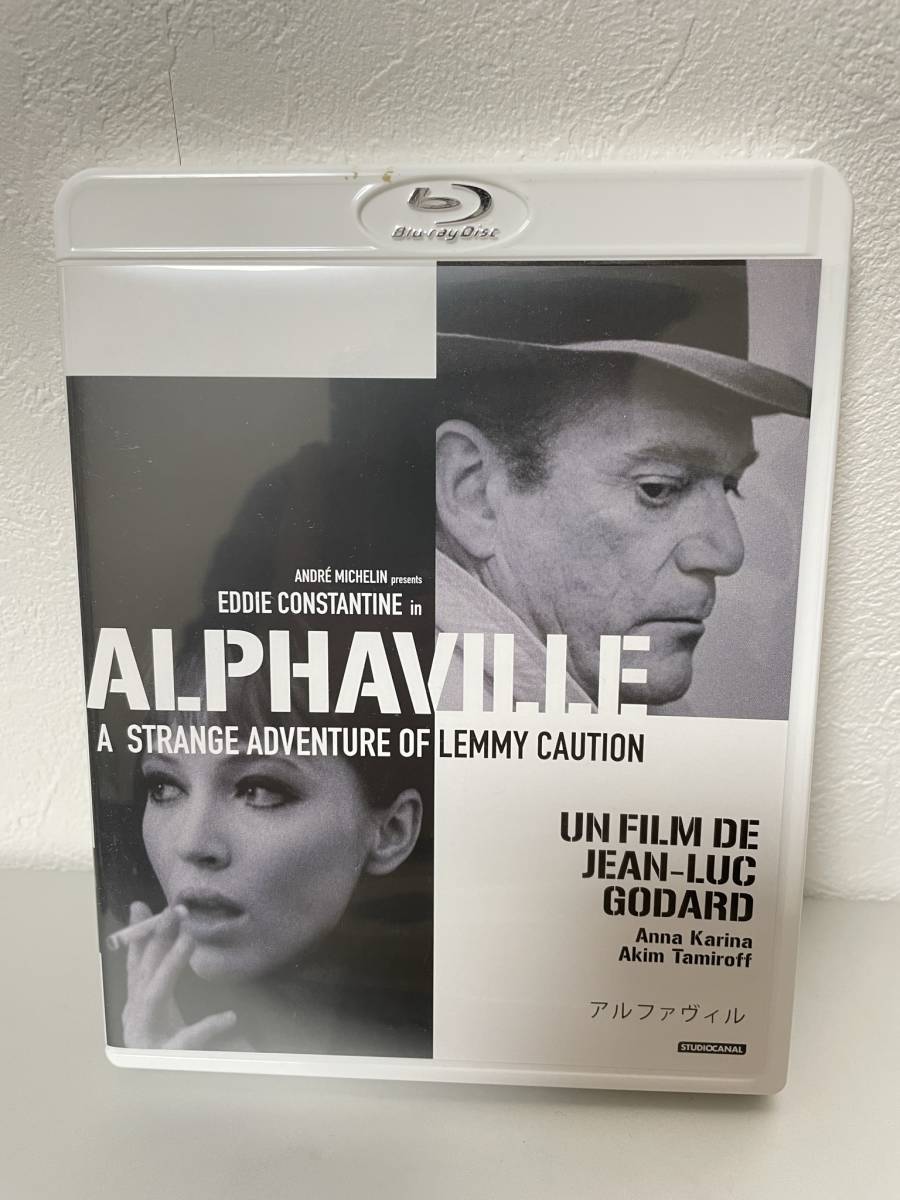 Blu-ray Disc
ANDRÉ MICHELIN presents
EDDIE CONSTANTINE in
ALPHAVILLE
A STRANGE ADVENTURE OF LEMMY CAUTION
UN FILM DE
JEAN-LUC
GODARD
Anna Karina
Akim Tamiroff
アルファヴィル
STUDIOCANAL